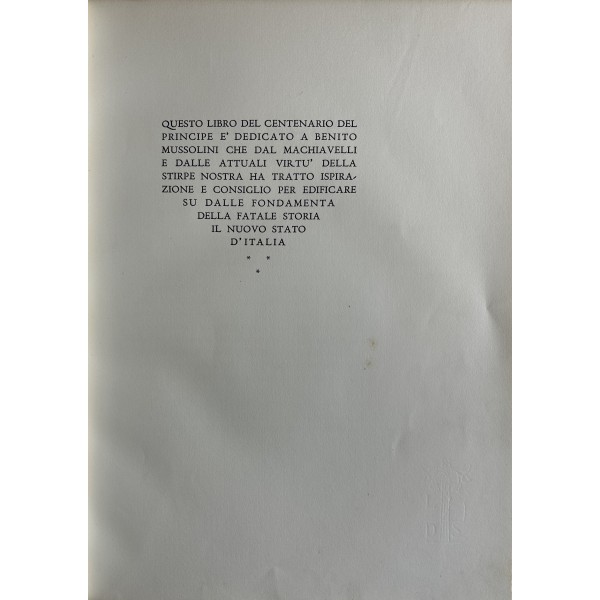 QUESTO LIBRO DEL CENTENARIO DEL
PRINCIPE E' DEDICATO A BENITO
MUSSOLINI CHE DAL MACHIAVELLI
E DALLE ATTUALI VIRTU' DELLA
STIRPE NOSTRA HA TRATTO ISPIRA-
ZIONE E CONSIGLIO PER EDIFICARE
SU DALLE FONDAMENTA
DELLA FATALE STORIA
IL NUOVO STATO
D'ITALIA
* *
*